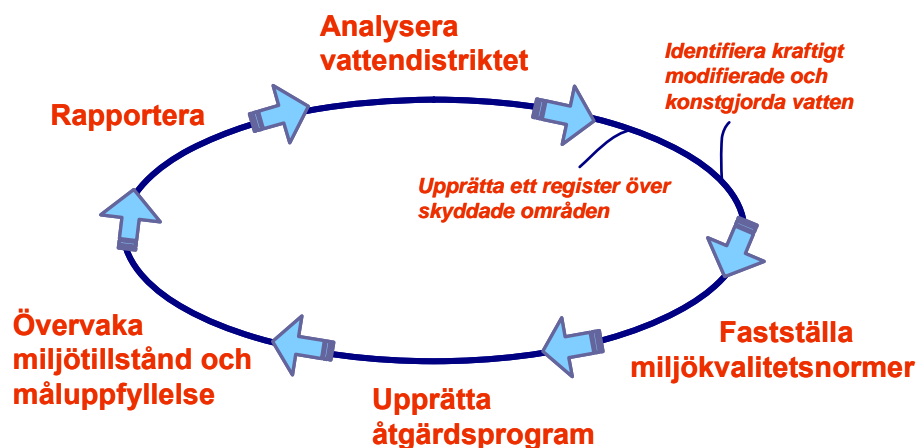 Analysera
vattendistriktet
Identifiera kraftigt
modifierade och
konstgjorda vatten
Rapportera
Upprätta ett register över
skyddade områden
Övervaka
miljötillstånd och
måluppfyllelse
Fastställa
miljökvalitetsnormer
Upprätta
åtgärdsprogram